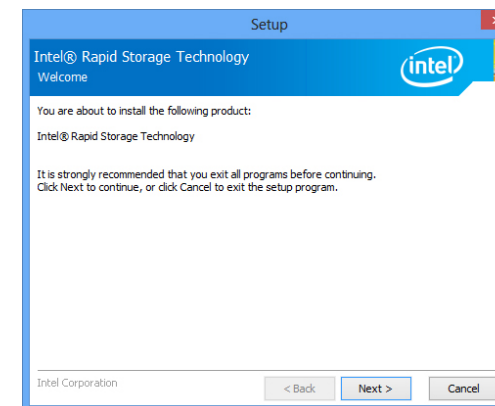 Setup
Intel® Rapid Storage Technology
Welcome
intel
You are about to install the following product:
Intel® Rapid Storage Technology
It is strongly recommended that you exit all programs before continuing.
Click Next to continue, or click Cancel to exit the setup program.
Intel Corporation
< Back Next > Cancel